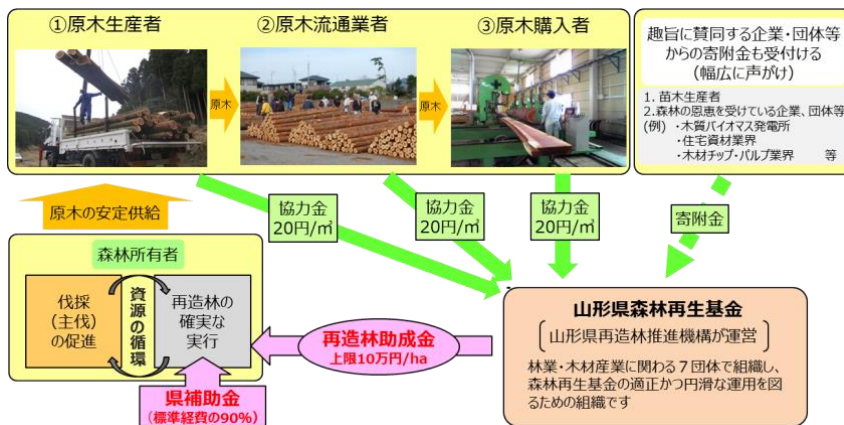 ①原木生産者
②原木流通業者
③原木購入者
原木
原木
趣旨に賛同する企業・団体等
からの寄附金も受付ける
(幅広に声がけ)
1. 苗木生産者
2.森林の恩恵を受けている企業、団体等
(例) ・木質バイオマス発電所
・住宅資材業界
・木材チップ・パルプ業界 等
原木の安定供給
協力金
20円/㎥
協力金
20円/㎥
協力金
20円/㎥
寄附金
森林所有者
伐採
(主伐)
の促進
資源の循環
再造林の
確実な
実行
再造林助成金
上限10万円/ha
県補助金
(標準経費の90%)
山形県森林再生基金
山形県再造林推進機構が運営
林業・木材産業に関わる7団体で組織し、
森林再生基金の適正かつ円滑な運用を図
るための組織です